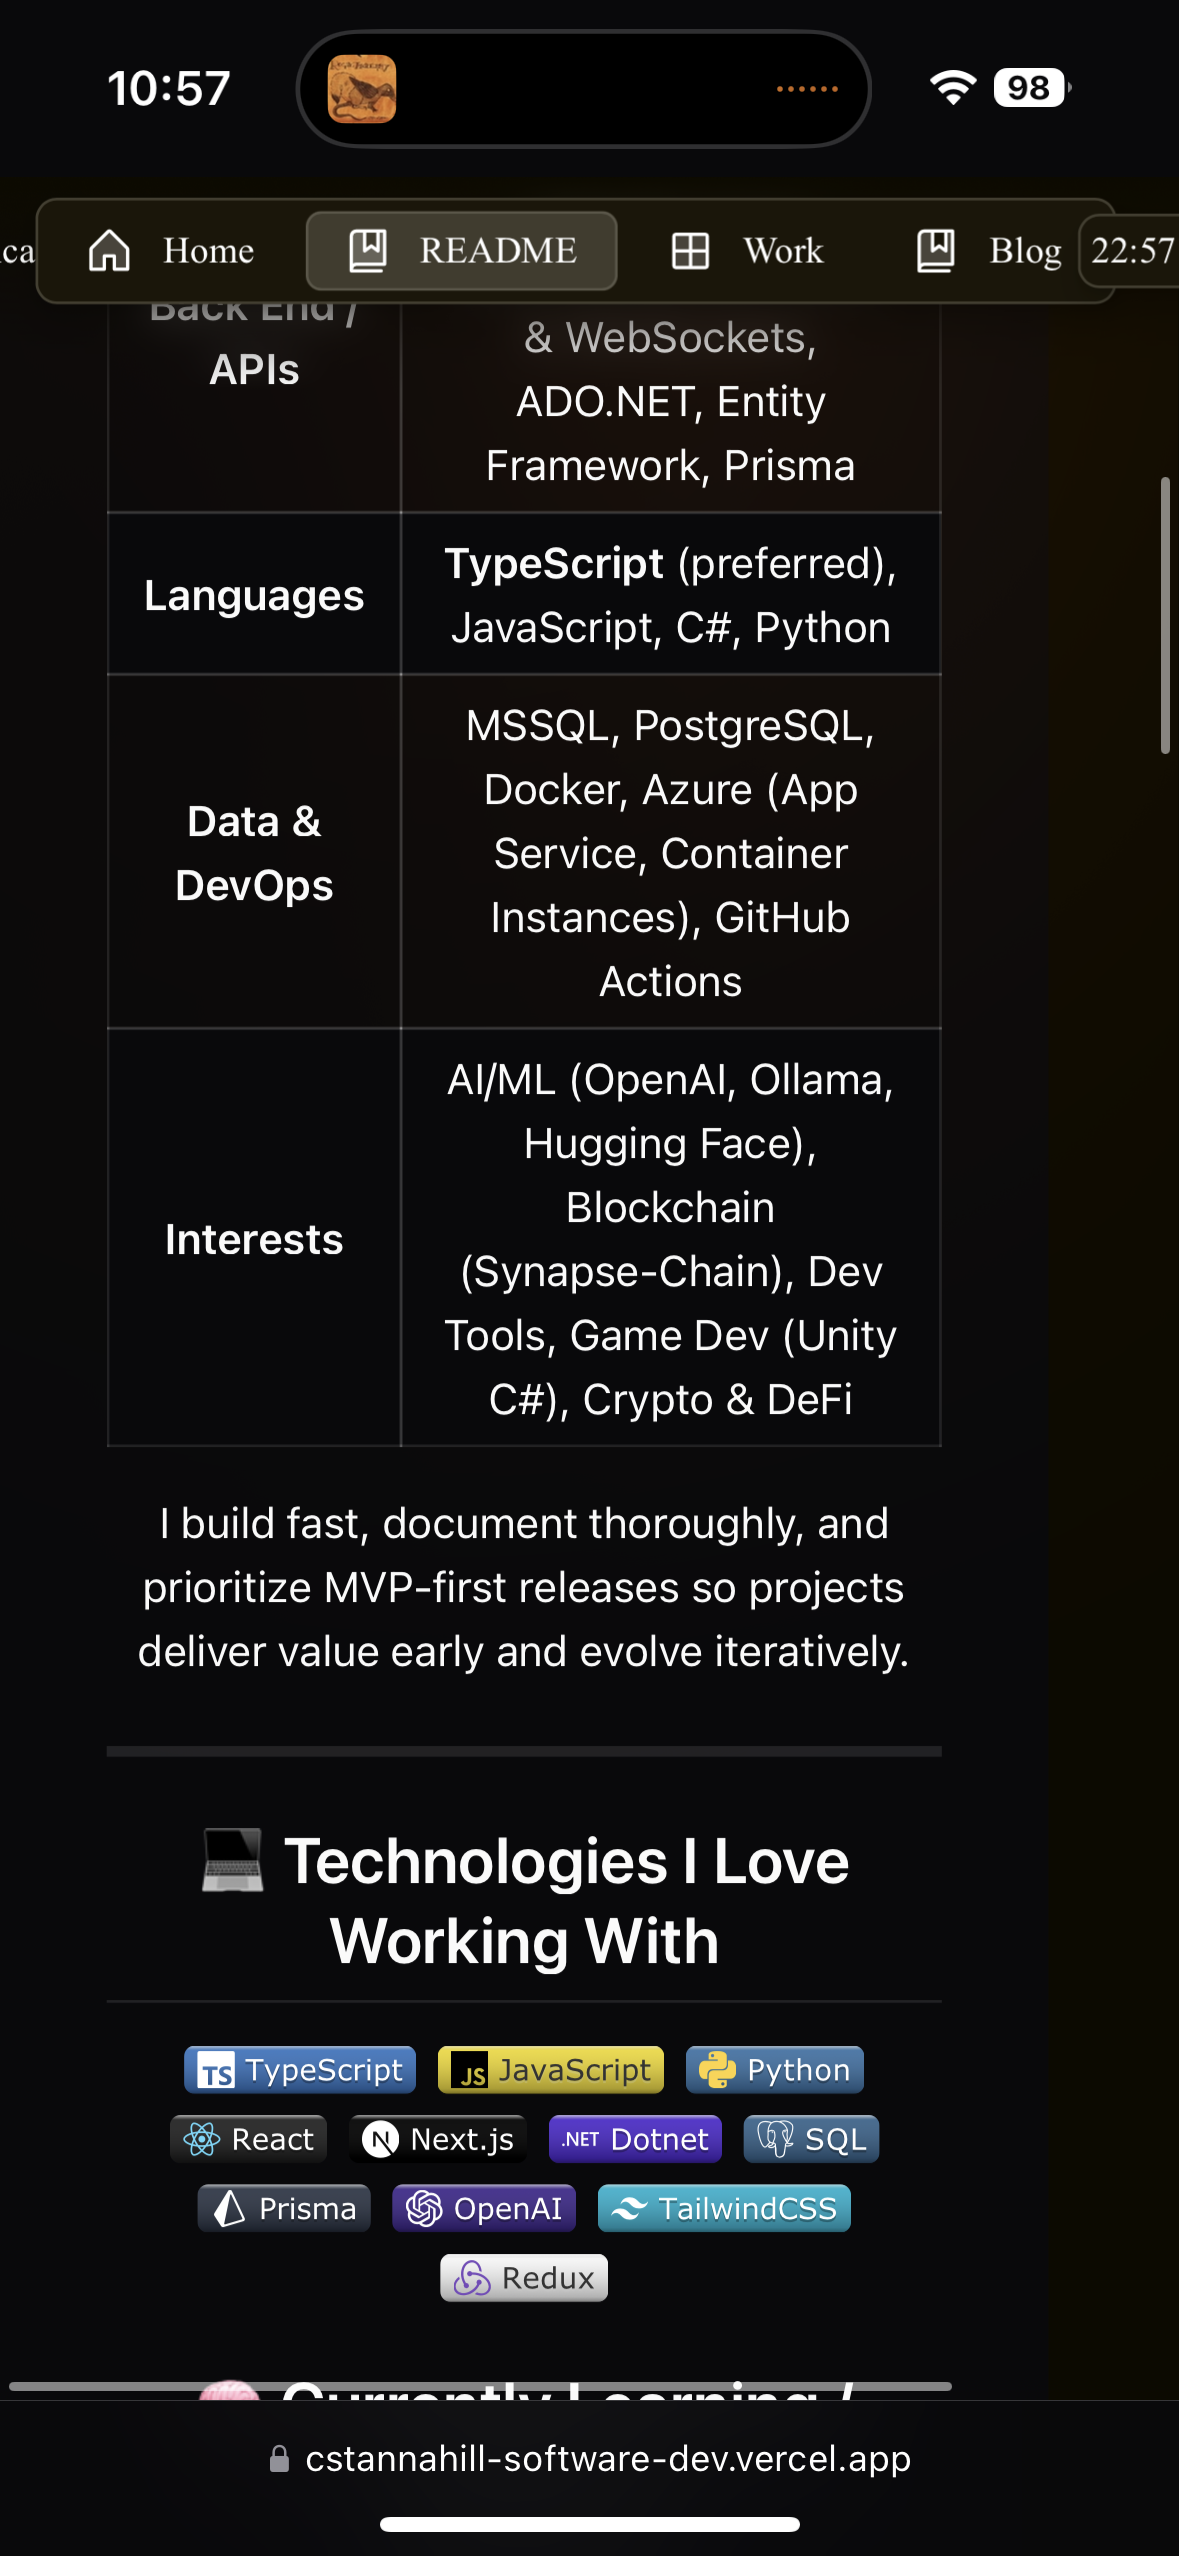 10:57
98
Home
README
Work
Blog
22:57
Back End /
APIs
& WebSockets,
ADO.NET, Entity
Framework, Prisma
Languages
TypeScript (preferred),
JavaScript, C#, Python
Data &
DevOps
MSSQL, PostgreSQL,
Docker, Azure (App
Service, Container
Instances), GitHub
Actions
Interests
AI/ML (OpenAI, Ollama,
Hugging Face),
Blockchain
(Synapse-Chain), Dev
Tools, Game Dev (Unity
C#), Crypto & DeFi
I build fast, document thoroughly, and
prioritize MVP-first releases so projects
deliver value early and evolve iteratively.
Technologies I Love
Working With
TS TypeScript
JS JavaScript
Python
React
Next.js
.NET Dotnet
SQL
Prisma
OpenAI
TailwindCSS
Redux
Currently Learning /
cstannahill-software-dev.vercel.app